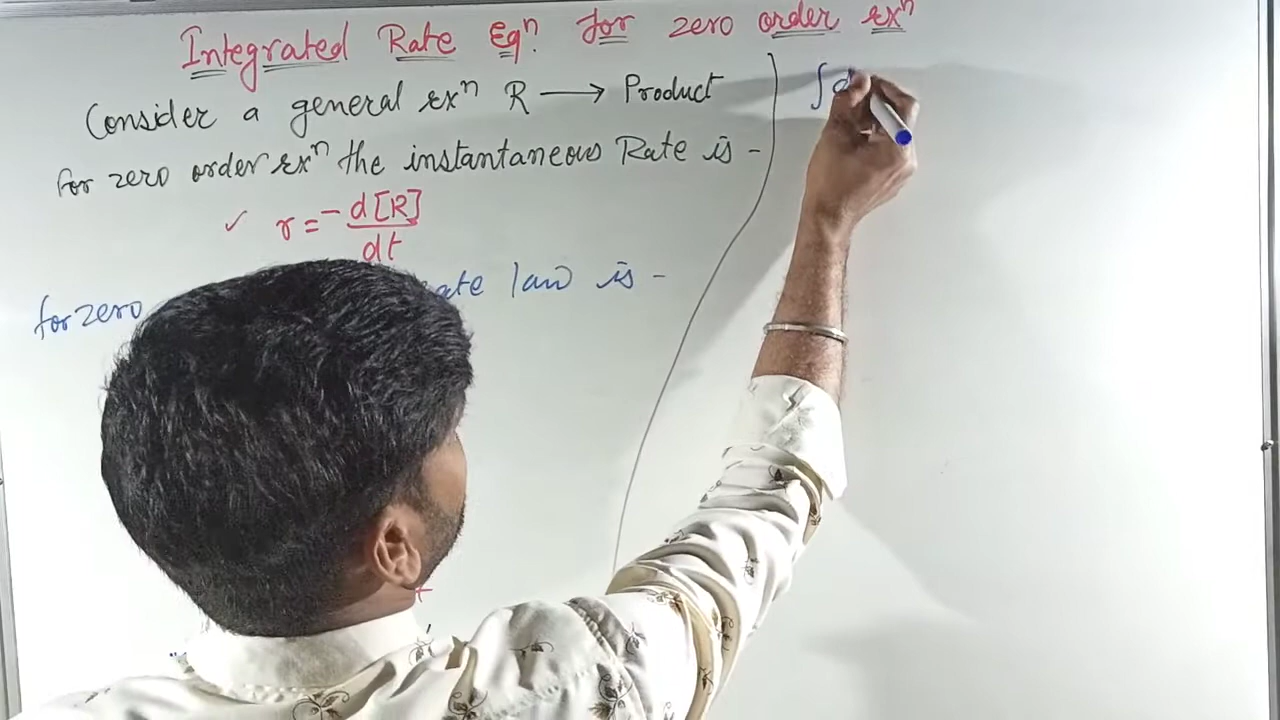 Integrated Rate Eqn. for zero order rxn
Consider a general rxn R → Product
for zero order rxn the instantaneous Rate is -
✓ r = - d[R] / dt
for zero ate law is -
∫ d